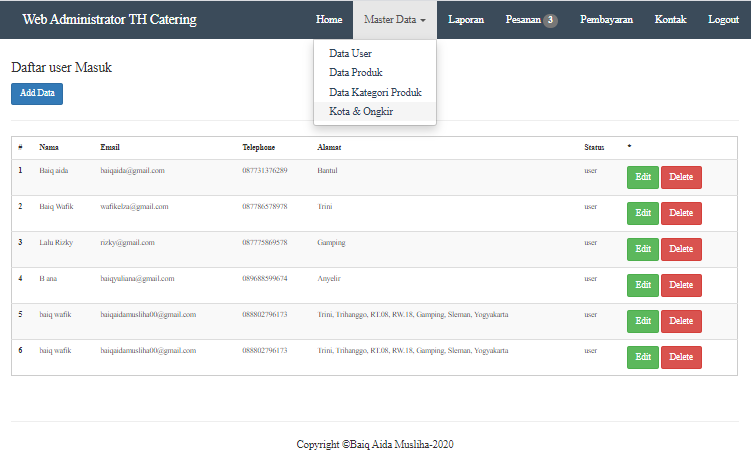 Web Administrator TH Catering Home Master Data Laporan Pesanan 3 Pembayaran Kontak Logout
Data User
Data Produk
Data Kategori Produk
Kota & Ongkir
Daftar user Masuk
Add Data
# Nama Email Telephone Alamat Status *
1 Baiq aida baiqaida@gmail.com 087731376289 Bantul user Edit Delete
2 Baiq Wafik wafikelza@gmail.com 087786578978 Trini user Edit Delete
3 Lalu Rizky rizky@gmail.com 087775869578 Gamping user Edit Delete
4 B ana baiqyuliana@gmail.com 089688599674 Anyelir user Edit Delete
5 baiq wafik baiqaidamusliha00@gmail.com 088802796173 Trini, Trihanggo, RT.08, RW.18, Gamping, Sleman, Yogyakarta user Edit Delete
6 baiq wafik baiqaidamusliha00@gmail.com 088802796173 Trini, Trihanggo, RT.08, RW.18, Gamping, Sleman, Yogyakarta user Edit Delete
Copyright ©Baiq Aida Musliha-2020